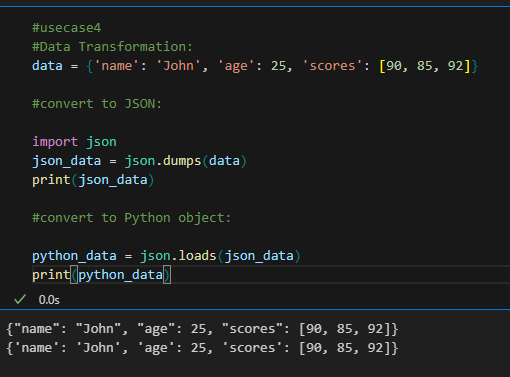 #usecase4
#Data Transformation:
data = {'name': 'John', 'age': 25, 'scores': [90, 85, 92]}
#convert to JSON:
import json
json_data = json.dumps(data)
print(json_data)
#convert to Python object:
python_data = json.loads(json_data)
print(python_data)
0.0s
{"name": "John", "age": 25, "scores": [90, 85, 92]}
{'name': 'John', 'age': 25, 'scores': [90, 85, 92]}